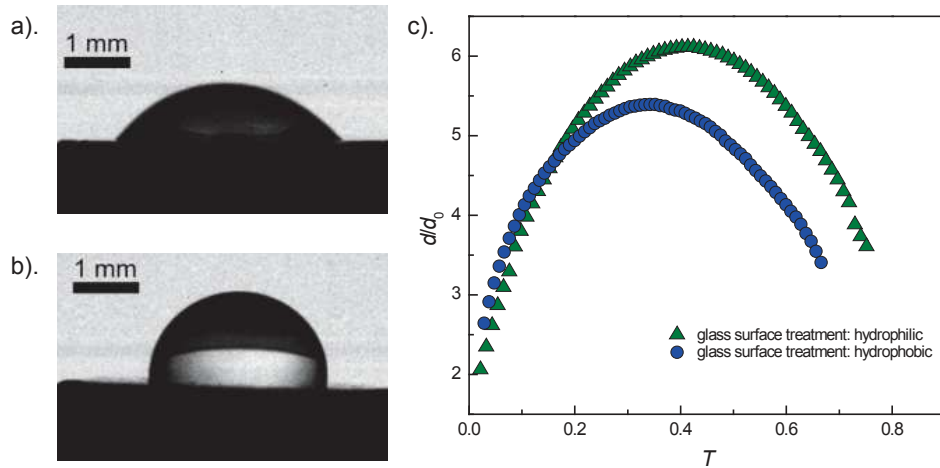 a).
1 mm
b).
1 mm
c).
6
5
4
3
2
d/d₀
0.0 0.2 0.4 0.6 0.8
T
glass surface treatment: hydrophilic
glass surface treatment: hydrophobic